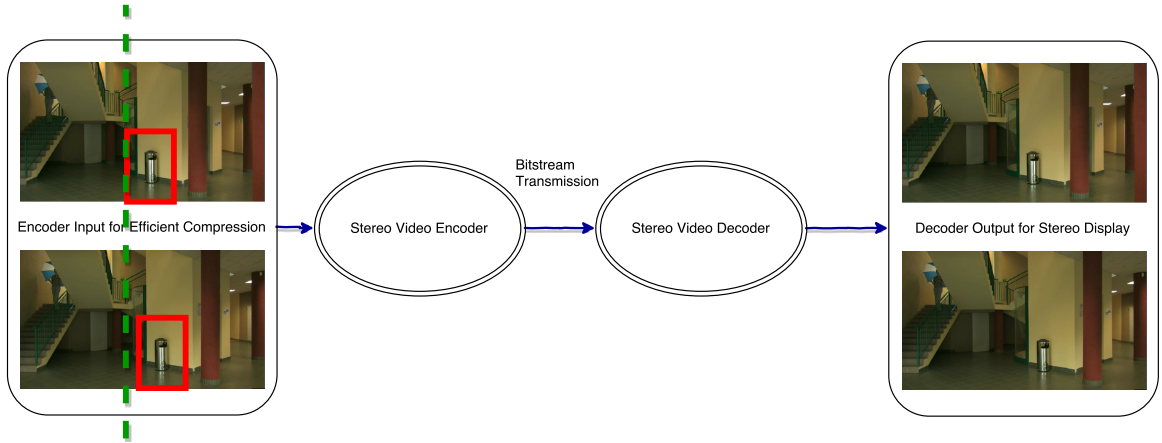 Encoder Input for Efficient Compression
Stereo Video Encoder
Bitstream
Transmission
Stereo Video Decoder
Decoder Output for Stereo Display